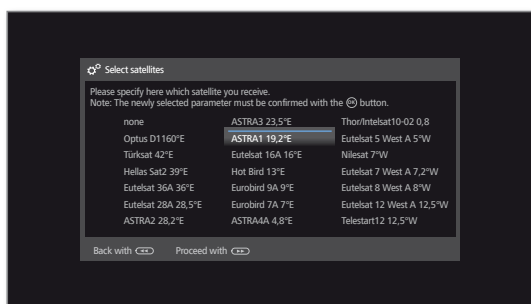 Select satellites
Please specify here which satellite you receive.
Note: The newly selected parameter must be confirmed with the OK button.
none ASTRA3 23,5°E Thor/Intelsat10-02 0,8
Optus D1160°E ASTRA1 19,2°E Eutelsat 5 West A 5°W
Türksat 42°E Eutelsat 16A 16°E Nilesat 7°W
Hellas Sat2 39°E Hot Bird 13°E Eutelsat 7 West A 7,2°W
Eutelsat 36A 36°E Eurobird 9A 9°E Eutelsat 8 West A 8°W
Eutelsat 28A 28,5°E Eurobird 7A 7°E Eutelsat 12 West A 12,5°W
ASTRA2 28,2°E ASTRA4A 4,8°E Telestart12 12,5°W
Back with Proceed with